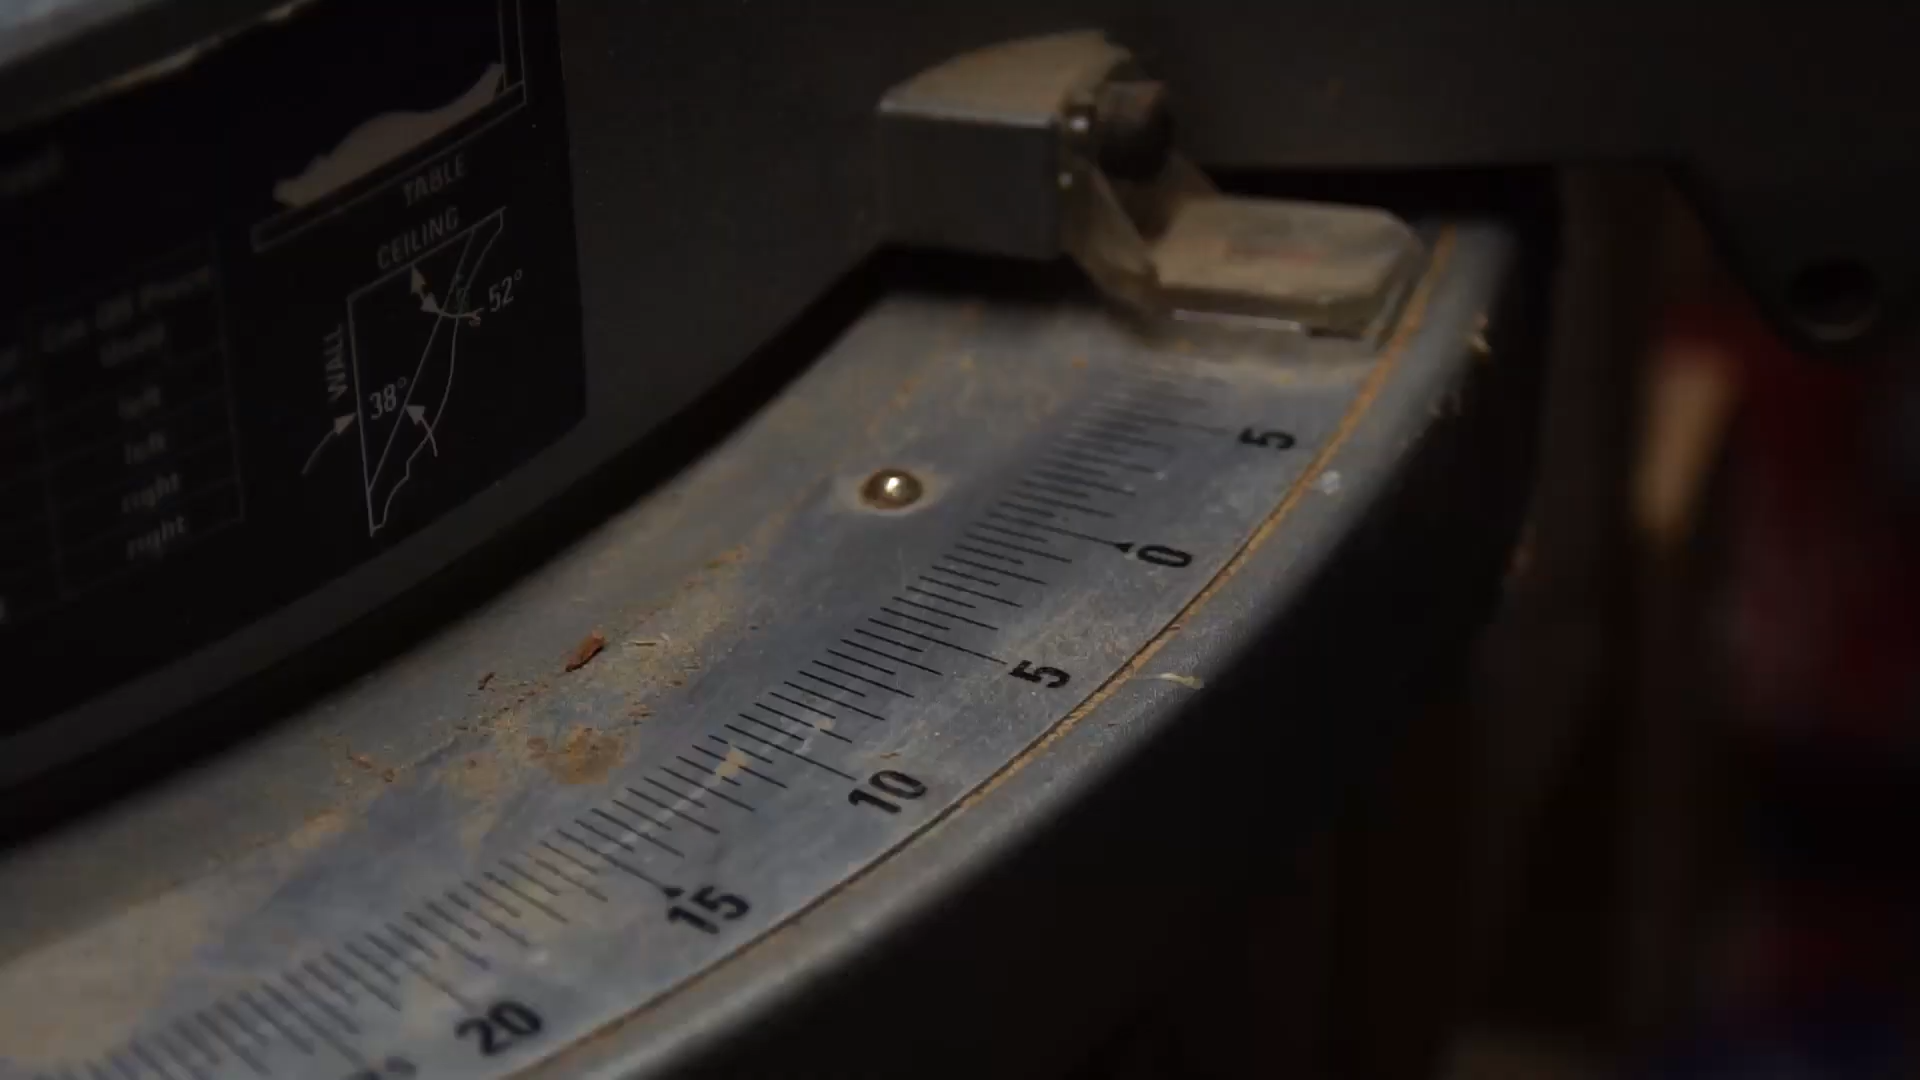 TABLE
CEILING
52°
WALL
38°
left
left
right
right
5
0
5
10
15
20